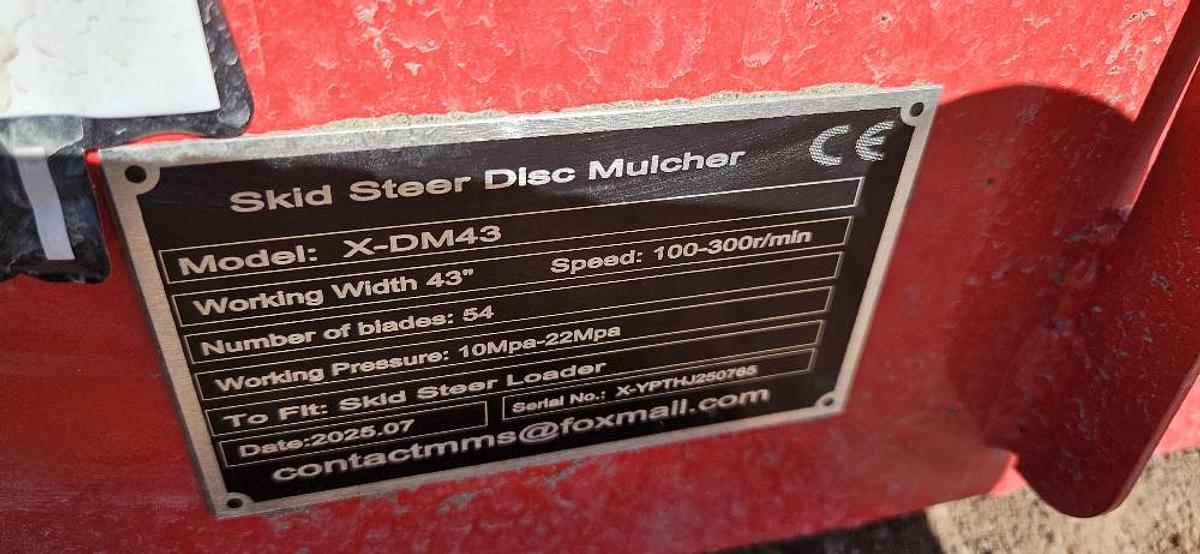 CE
Skid Steer Disc Mulcher
Model: X-DM43
Working Width 43" Speed: 100-300r/min
Number of blades: 54
Working Pressure: 10Mpa-22Mpa
To Fit: Skid Steer Loader
Date:2025.07 Serial No.: X-YPTHJ250765
contactmms@foxmail.com